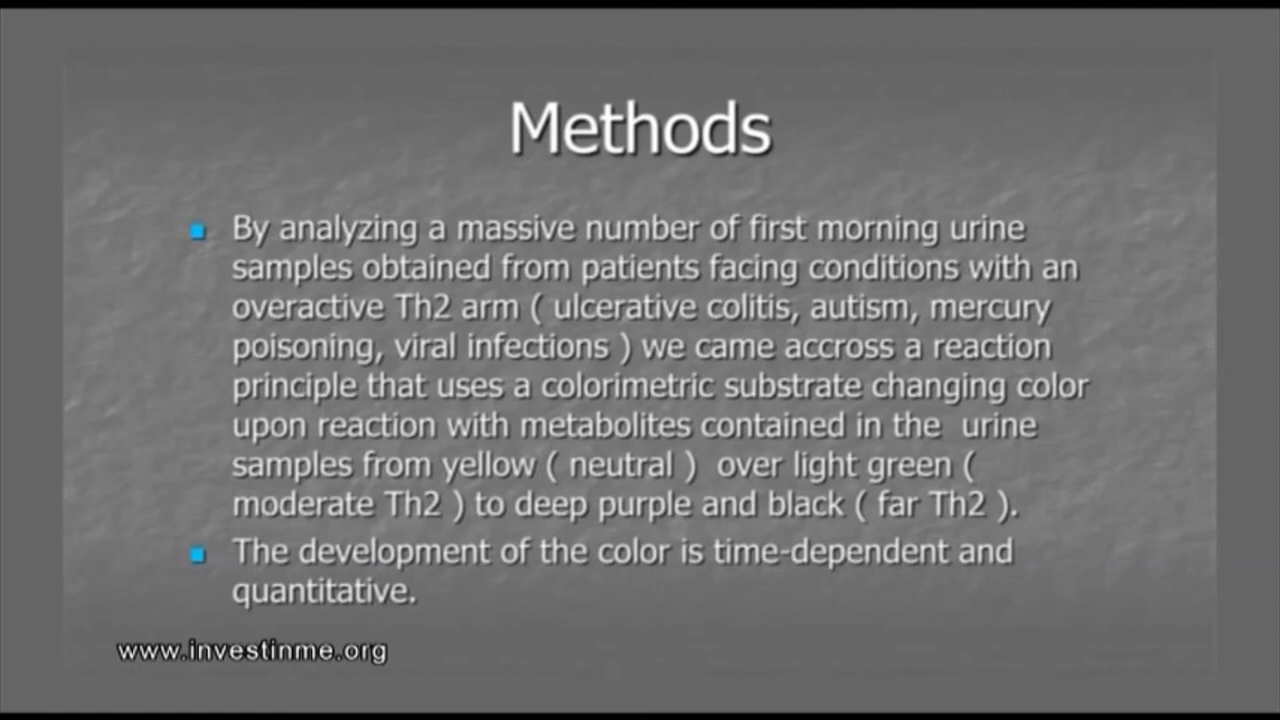 Methods
By analyzing a massive number of first morning urine
samples obtained from patients facing conditions with an
overactive Th2 arm ( ulcerative colitis, autism, mercury
poisoning, viral infections ) we came accross a reaction
principle that uses a colorimetric substrate changing color
upon reaction with metabolites contained in the  urine
samples from yellow ( neutral )  over light green (
moderate Th2 ) to deep purple and black ( far Th2 ).
The development of the color is time-dependent and
quantitative.
www.investinme.org